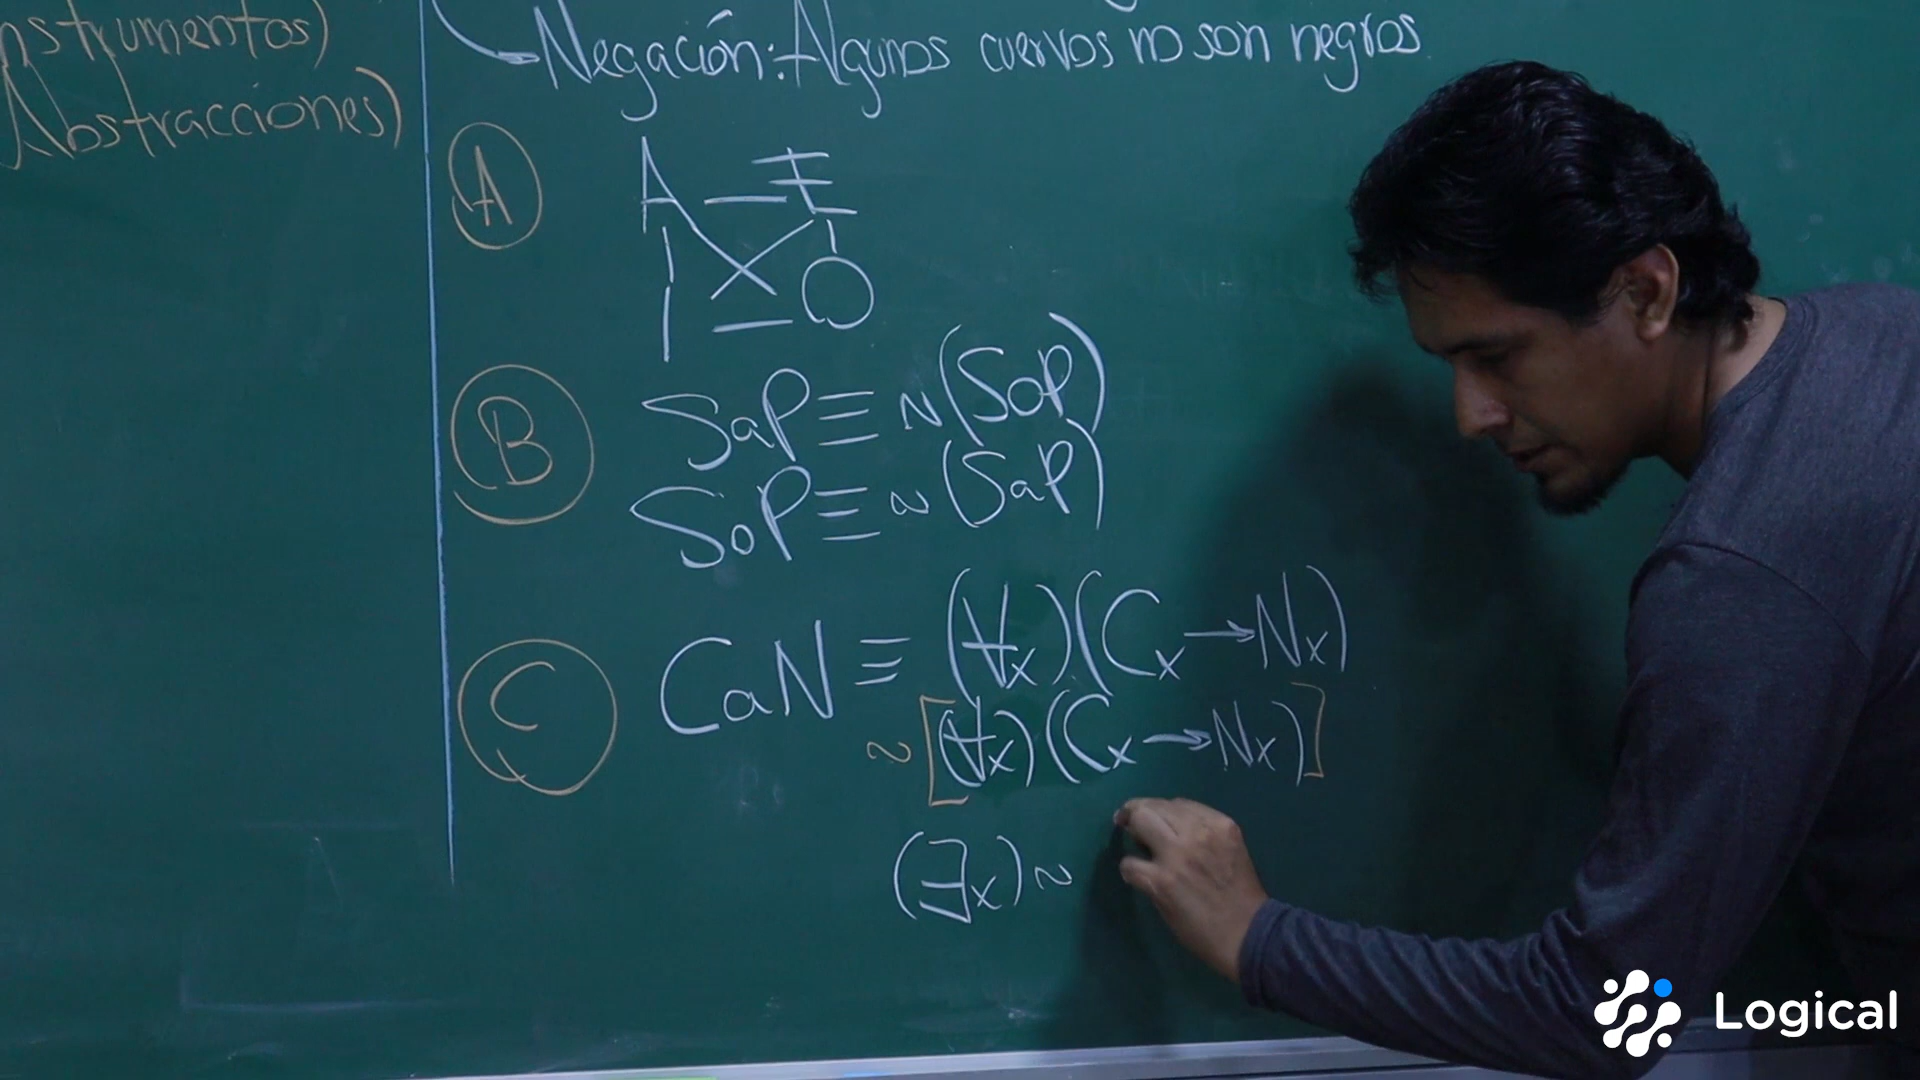 nstrumentos)
Abstracciones)
Negación: Algunos cuervos no son negros
A
A E
I O
B
SaP ≡ ~(SoP)
SoP ≡ ~(SaP)
C
CaN ≡ (∀x)(Cx→Nx)
~[(∀x)(Cx→Nx)]
(∃x)~
Logical